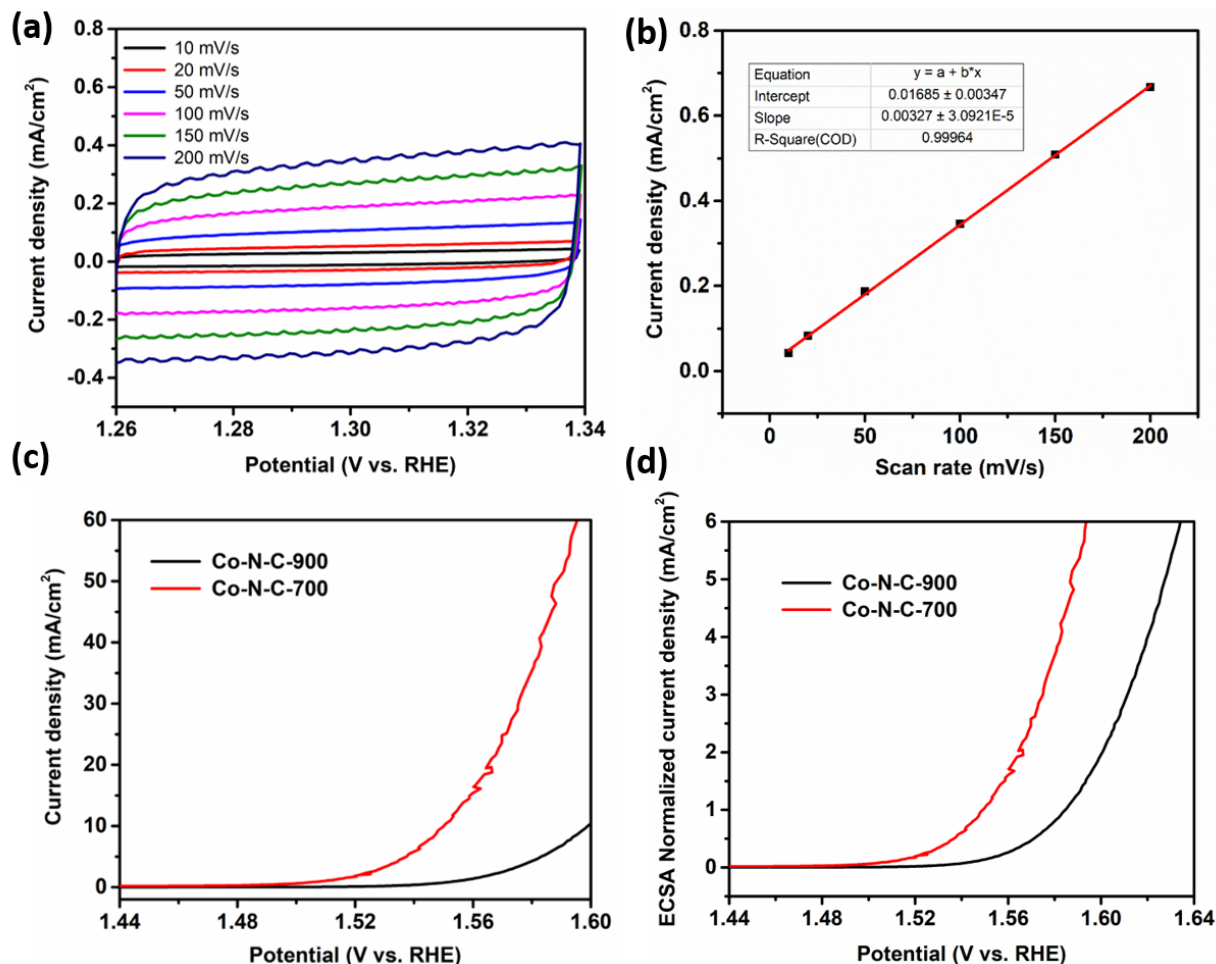 (a)
0.8
0.6
0.4
0.2
0.0
-0.2
-0.4
Current density (mA/cm²)
10 mV/s
20 mV/s
50 mV/s
100 mV/s
150 mV/s
200 mV/s
1.26 1.28 1.30 1.32 1.34
Potential (V vs. RHE)
(b)
0.8
0.6
0.4
0.2
0.0
Current density (mA/cm²)
Equation y = a + b*x
Intercept 0.01685 ± 0.00347
Slope 0.00327 ± 3.0921E-5
R-Square(COD) 0.99964
0 50 100 150 200
Scan rate (mV/s)
(c)
60
50
40
30
20
10
0
Current density (mA/cm²)
Co-N-C-900
Co-N-C-700
1.44 1.48 1.52 1.56 1.60
Potential (V vs. RHE)
(d)
6
5
4
3
2
1
0
ECSA Normalized current density (mA/cm²)
Co-N-C-900
Co-N-C-700
1.44 1.48 1.52 1.56 1.60 1.64
Potential (V vs. RHE)